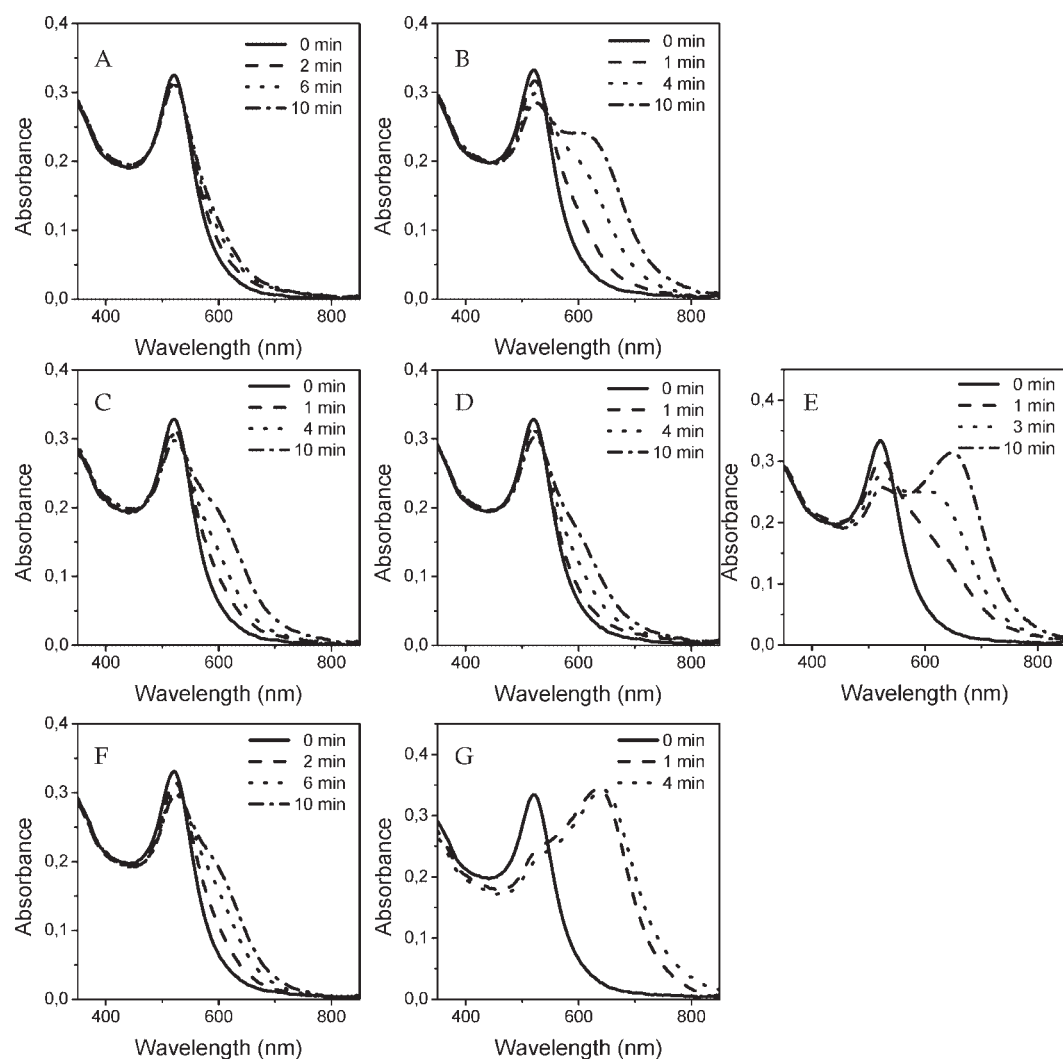 A
0 min
2 min
6 min
10 min
0,4
0,3
0,2
0,1
0,0
400 600 800
Absorbance
Wavelength (nm)
B
0 min
1 min
4 min
10 min
0,4
0,3
0,2
0,1
0,0
400 600 800
Absorbance
Wavelength (nm)
C
0 min
1 min
4 min
10 min
0,4
0,3
0,2
0,1
0,0
400 600 800
Absorbance
Wavelength (nm)
D
0 min
1 min
4 min
10 min
0,4
0,3
0,2
0,1
0,0
400 600 800
Absorbance
Wavelength (nm)
E
0 min
1 min
3 min
10 min
0,4
0,3
0,2
0,1
0,0
400 600 800
Absorbance
Wavelength (nm)
F
0 min
2 min
6 min
10 min
0,4
0,3
0,2
0,1
0,0
400 600 800
Absorbance
Wavelength (nm)
G
0 min
1 min
4 min
0,4
0,3
0,2
0,1
0,0
400 600 800
Absorbance
Wavelength (nm)